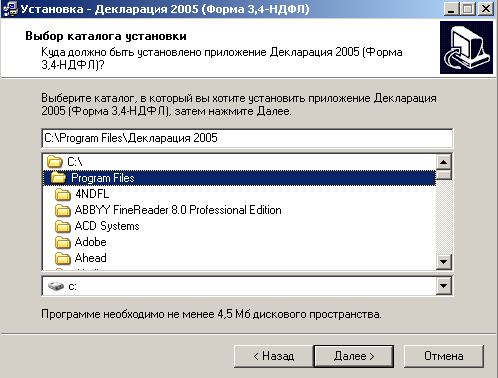 Установка - Декларация 2005 (Форма 3,4-НДФЛ)
Выбор каталога установки
Куда должно быть установлено приложение Декларация 2005 (Форма
3,4-НДФЛ)?
Выберите каталог, в который вы хотите установить приложение Декларация
2005 (Форма 3,4-НДФЛ), затем нажмите Далее.
C:\Program Files\Декларация 2005
C:\
Program Files
4NDFL
ABBYY FineReader 8.0 Professional Edition
ACD Systems
Adobe
Ahead
c:
Программе необходимо не менее 4,5 Мб дискового пространства.
< Назад
Далее >
Отмена